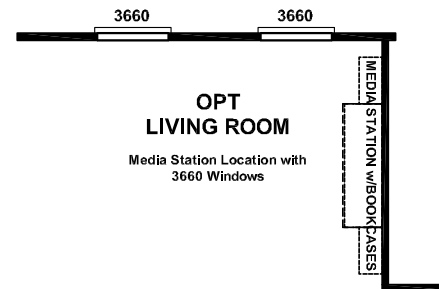 3660
3660
OPT
LIVING ROOM
Media Station Location with
3660 Windows
MEDIA STATION w/BOOKCASES